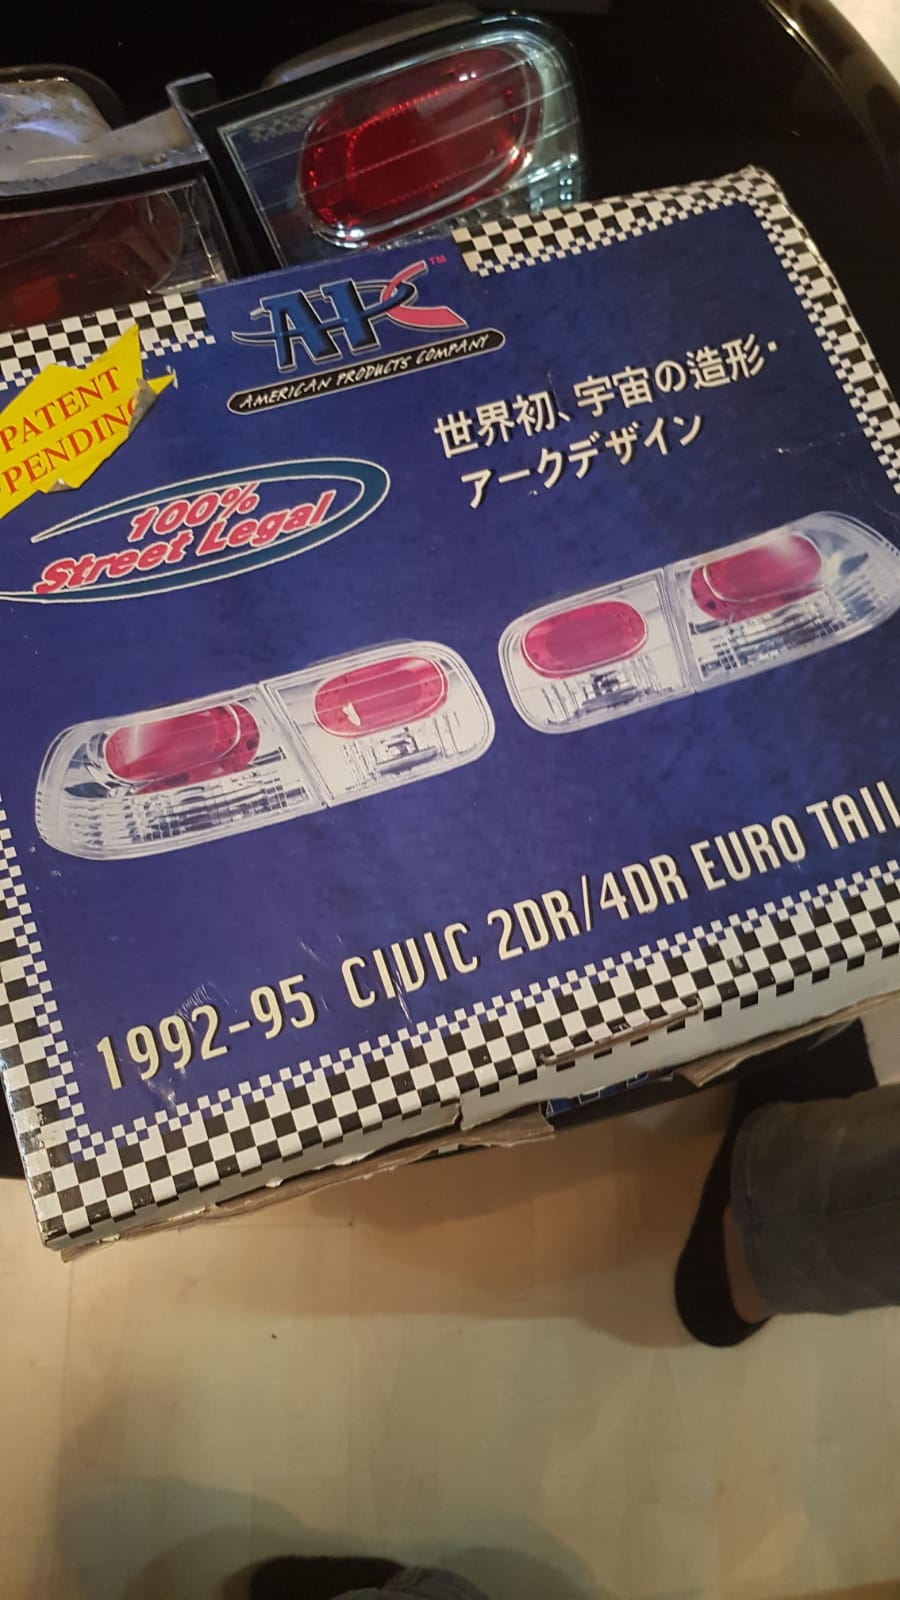 APC™
AMERICAN PRODUCTS COMPANY
PATENT
PENDING
世界初、宇宙の造形・
アークデザイン
100%
Street Legal
1992-95 CIVIC 2DR/4DR EURO TAIL